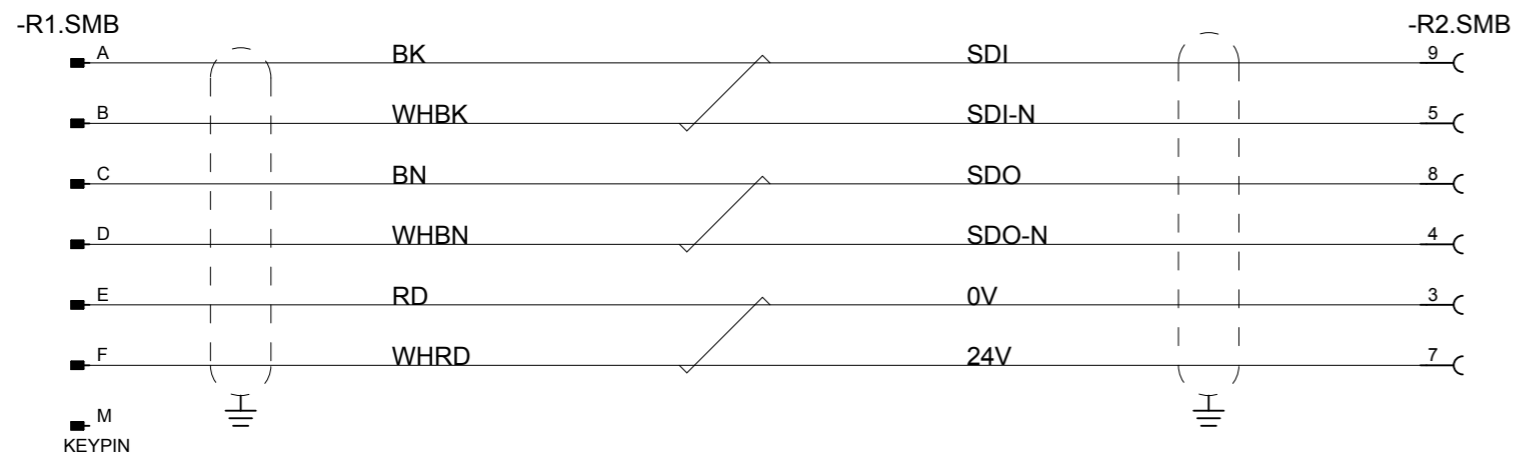 -R1.SMB -R2.SMB
A BK SDI 9
B WHBK SDI-N 5
C BN SDO 8
D WHBN SDO-N 4
E RD 0V 3
F WHRD 24V 7
M
KEYPIN